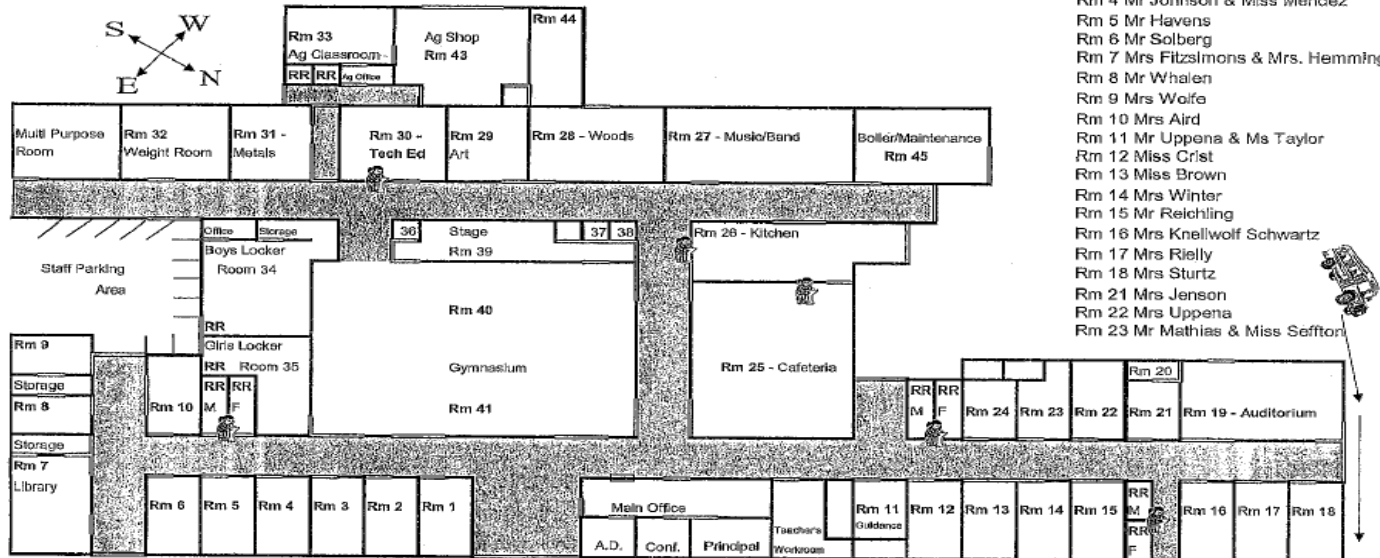 S W
E N
Rm 33
Ag Classroom
RR RR Ag Office
Ag Shop
Rm 43
Rm 44
Multi Purpose
Room
Rm 32
Weight Room
Rm 31 -
Metals
Rm 30 -
Tech Ed
Rm 29
Art
Rm 28 - Woods
Rm 27 - Music/Band
Boiler/Maintenance
Rm 45
Staff Parking
Area
Office Storage
Boys Locker
Room 34
RR
Girls Locker
RR Room 35
RR RR
M F
36 Stage 37 38
Rm 39
Rm 40
Gymnasium
Rm 41
Rm 26 - Kitchen
Rm 25 - Cafeteria
Rm 9
Storage
Rm 8
Storage
Rm 7
Library
Rm 10
RR RR
M F
Rm 24 Rm 23 Rm 22 Rm 21
Rm 20
Rm 19 - Auditorium
Rm 6 Rm 5 Rm 4 Rm 3 Rm 2 Rm 1
Main Office
A.D. Conf. Principal
Teacher's
Workroom
Rm 11
Guidance
Rm 12 Rm 13 Rm 14 Rm 15
RR
M
RR
F
Rm 16 Rm 17 Rm 18
Rm 4 Mr Johnson & Miss Mendez
Rm 5 Mr Havens
Rm 6 Mr Solberg
Rm 7 Mrs Fitzsimons & Mrs. Hemming
Rm 8 Mr Whalen
Rm 9 Mrs Wolfe
Rm 10 Mrs Aird
Rm 11 Mr Uppena & Ms Taylor
Rm 12 Miss Crist
Rm 13 Miss Brown
Rm 14 Mrs Winter
Rm 15 Mr Reichling
Rm 16 Mrs Knellwolf Schwartz
Rm 17 Mrs Rielly
Rm 18 Mrs Sturtz
Rm 21 Mrs Jenson
Rm 22 Mrs Uppena
Rm 23 Mr Mathias & Miss Seffton